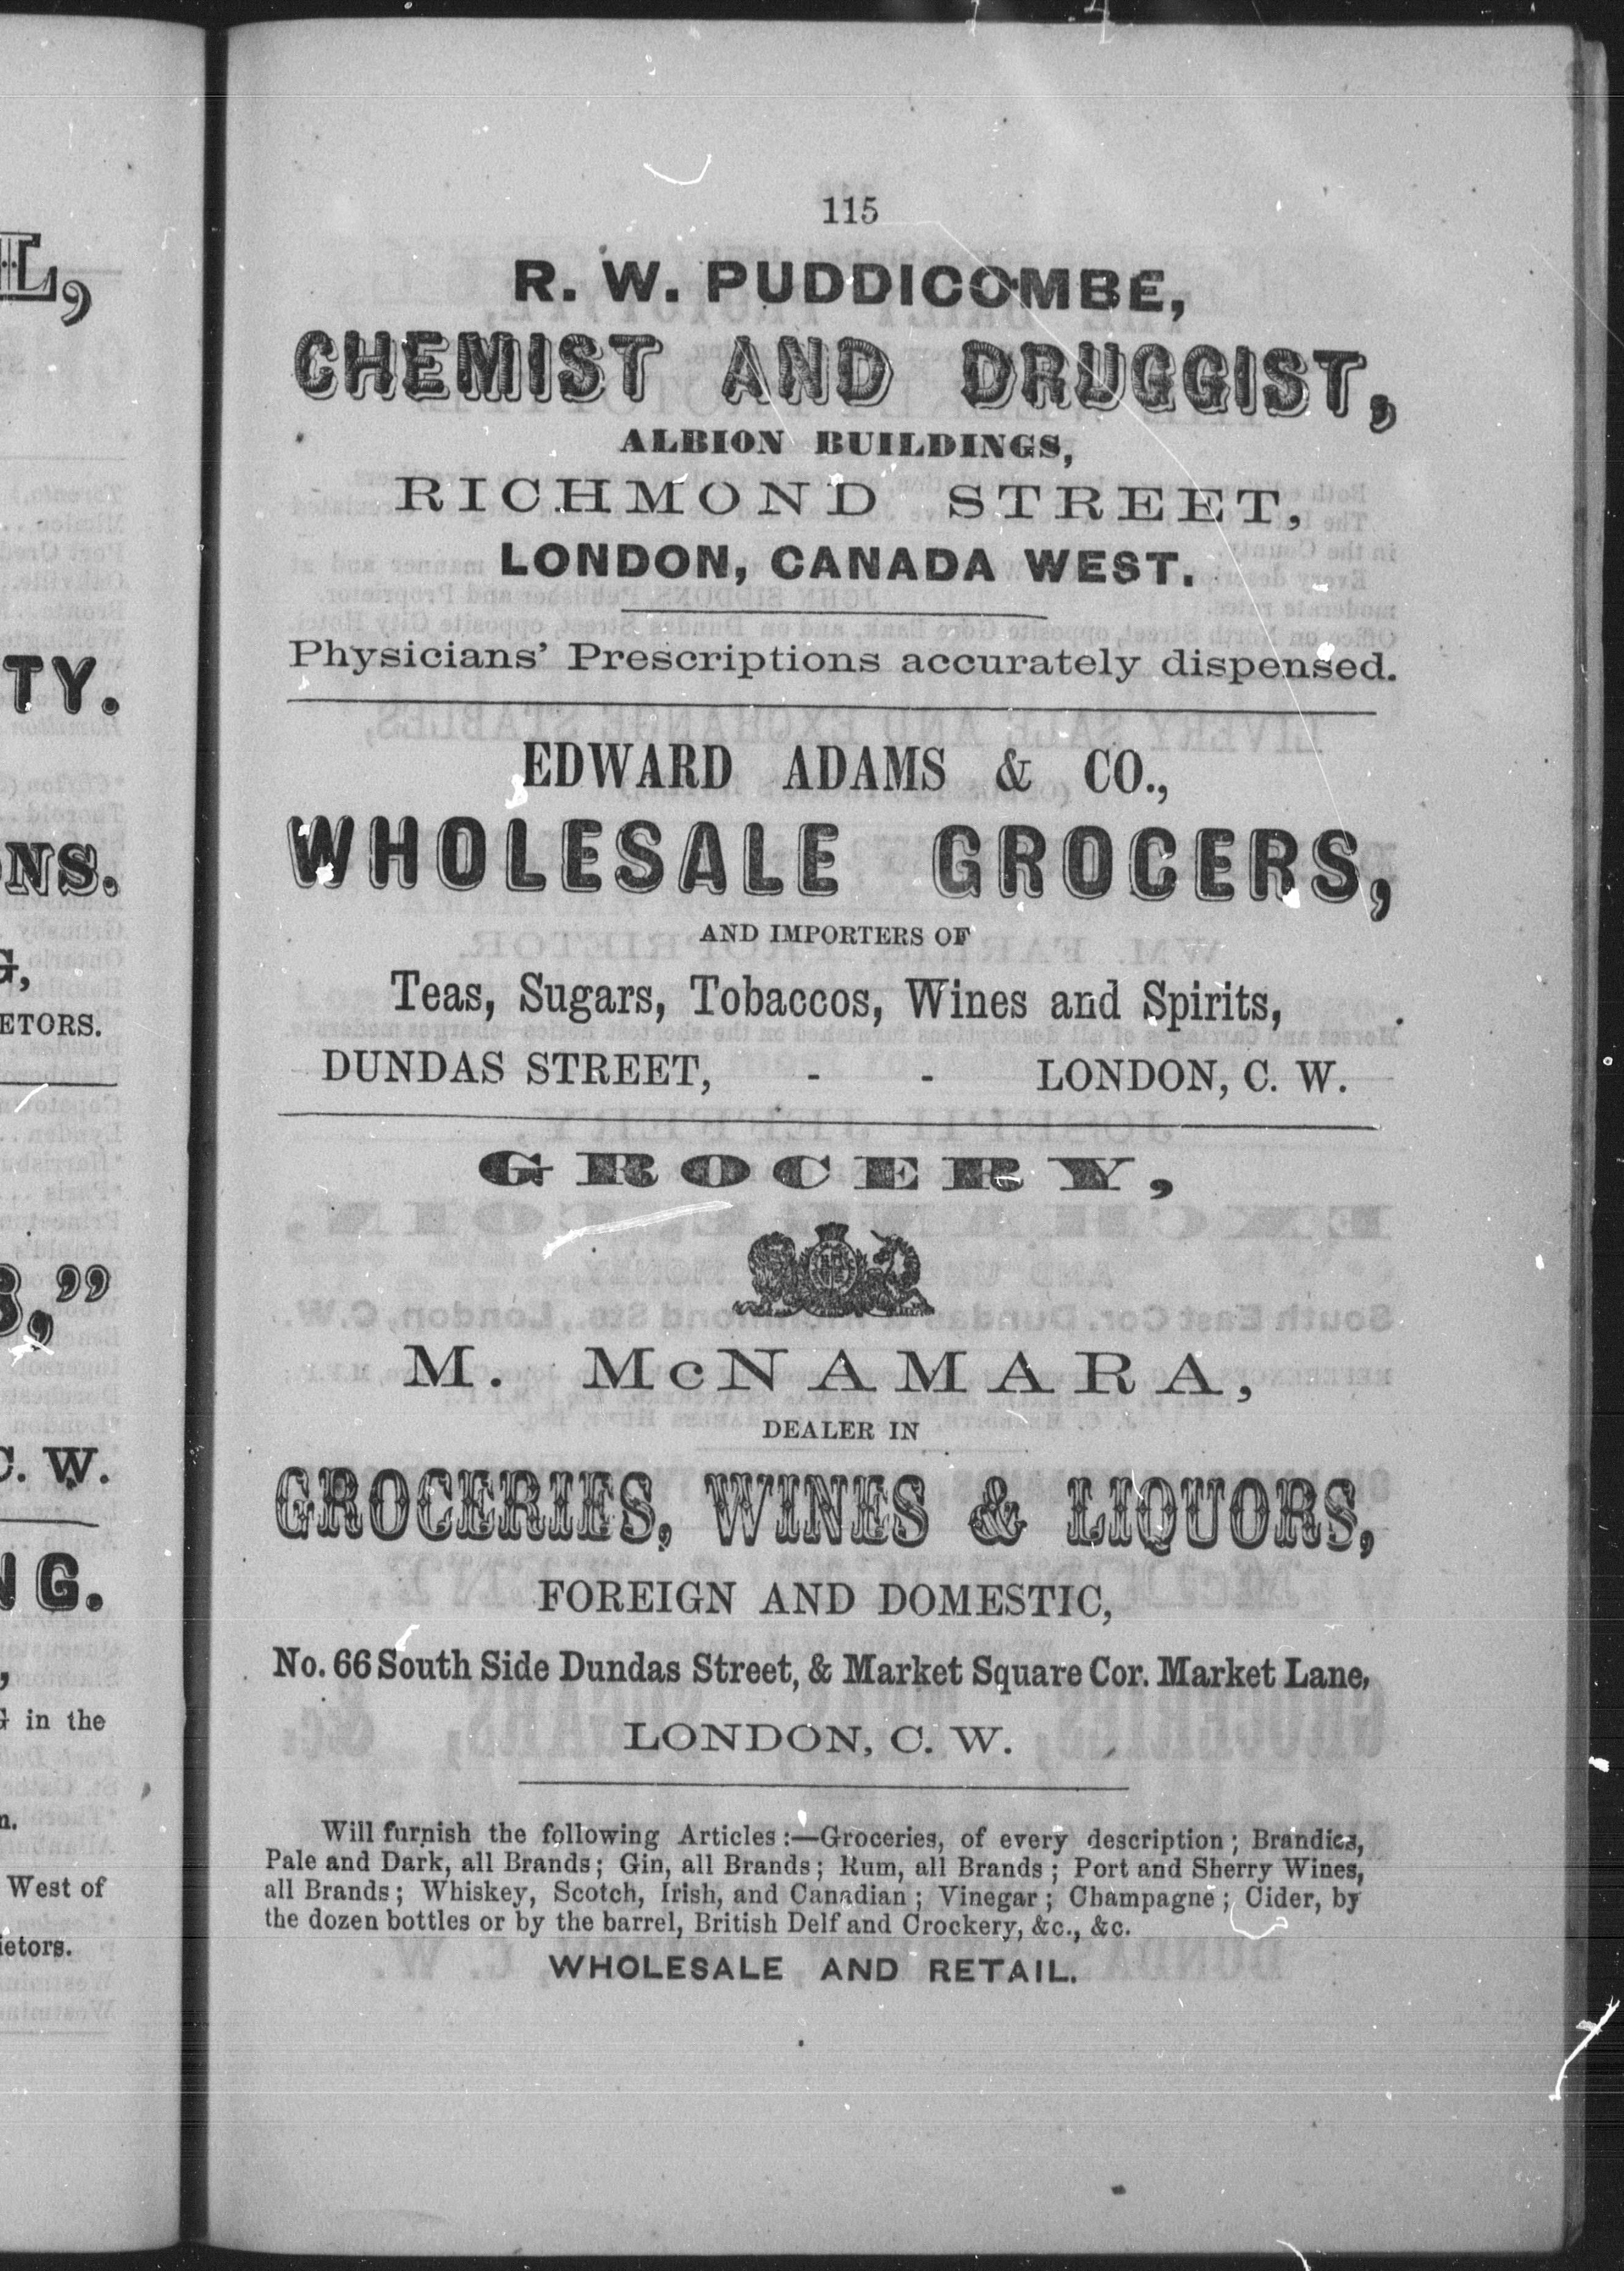 115
R. W. PUDDICOMBE,
CHEMIST AND DRUGGIST,
ALBION BUILDINGS,
RICHMOND STREET,
LONDON, CANADA WEST.
Physicians' Prescriptions accurately dispensed.
EDWARD ADAMS & CO.,
WHOLESALE GROCERS,
AND IMPORTERS OF
Teas, Sugars, Tobaccos, Wines and Spirits,
DUNDAS STREET, - - LONDON, C. W.
GROCERY,
M. McNAMARA,
DEALER IN
GROCERIES, WINES & LIQUORS,
FOREIGN AND DOMESTIC,
No. 66 South Side Dundas Street, & Market Square Cor. Market Lane,
LONDON, C. W.
Will furnish the following Articles:—Groceries, of every description; Brandies,
Pale and Dark, all Brands; Gin, all Brands; Rum, all Brands; Port and Sherry Wines,
all Brands; Whiskey, Scotch, Irish, and Canadian; Vinegar; Champagne; Cider, by
the dozen bottles or by the barrel, British Delf and Crockery, &c., &c.
WHOLESALE AND RETAIL.